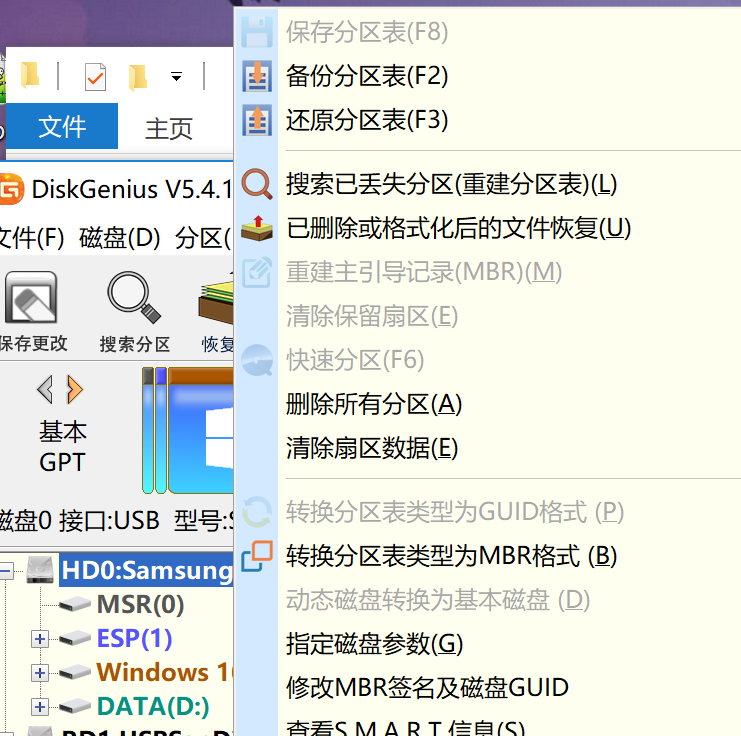 保存分区表(F8)
备份分区表(F2)
还原分区表(F3)
搜索已丢失分区(重建分区表)(L)
已删除或格式化后的文件恢复(U)
重建主引导记录(MBR)(M)
清除保留扇区(E)
快速分区(F6)
删除所有分区(A)
清除扇区数据(E)
转换分区表类型为GUID格式 (P)
转换分区表类型为MBR格式 (B)
动态磁盘转换为基本磁盘 (D)
指定磁盘参数(G)
修改MBR签名及磁盘GUID
查看S.M.A.R.T.信息(S)
文件 主页
DiskGenius V5.4.1
文件(F) 磁盘(D) 分区(
保存更改 搜索分区 恢复
基本
GPT
磁盘0 接口:USB 型号:S
HD0:Samsung
MSR(0)
ESP(1)
Windows 10
DATA(D:)